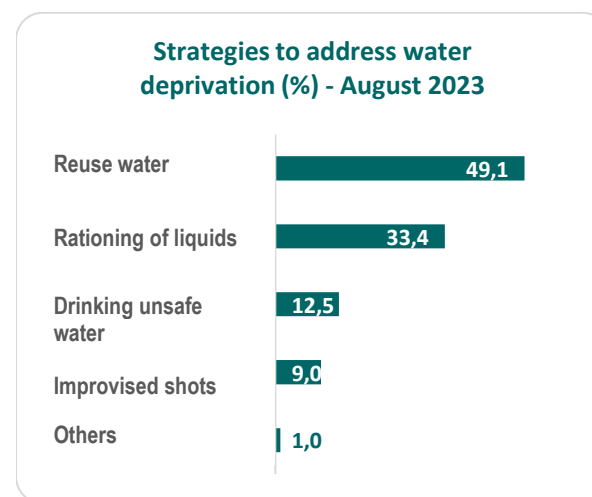 Strategies to address water
deprivation (%) - August 2023
Reuse water
49,1
Rationing of liquids
33,4
Drinking unsafe
water
12,5
Improvised shots
9,0
Others
1,0